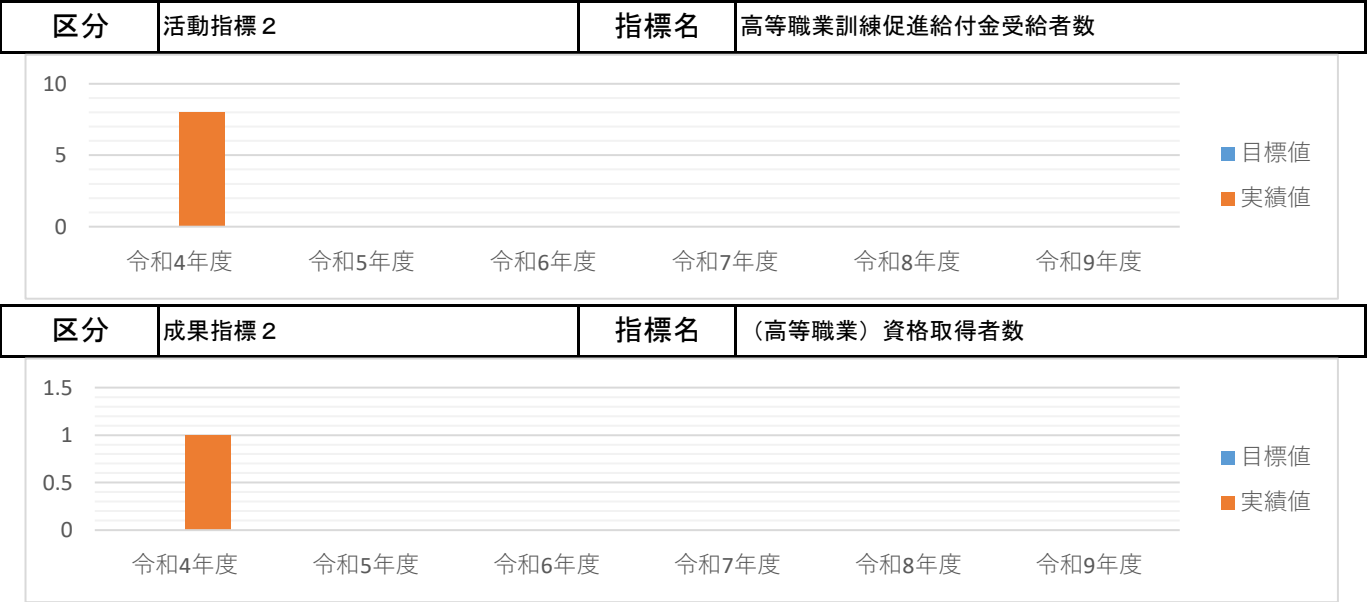 区分 活動指標２ 指標名 高等職業訓練促進給付金受給者数
10
5
0
令和4年度 令和5年度 令和6年度 令和7年度 令和8年度 令和9年度
目標値
実績値
区分 成果指標２ 指標名 （高等職業）資格取得者数
1.5
1
0.5
0
令和4年度 令和5年度 令和6年度 令和7年度 令和8年度 令和9年度
目標値
実績値